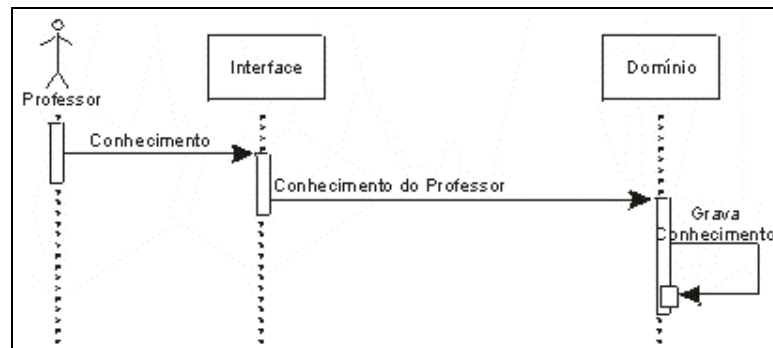 Professor
Interface
Domínio
Conhecimento
Conhecimento do Professor
Grava
Conhecimento